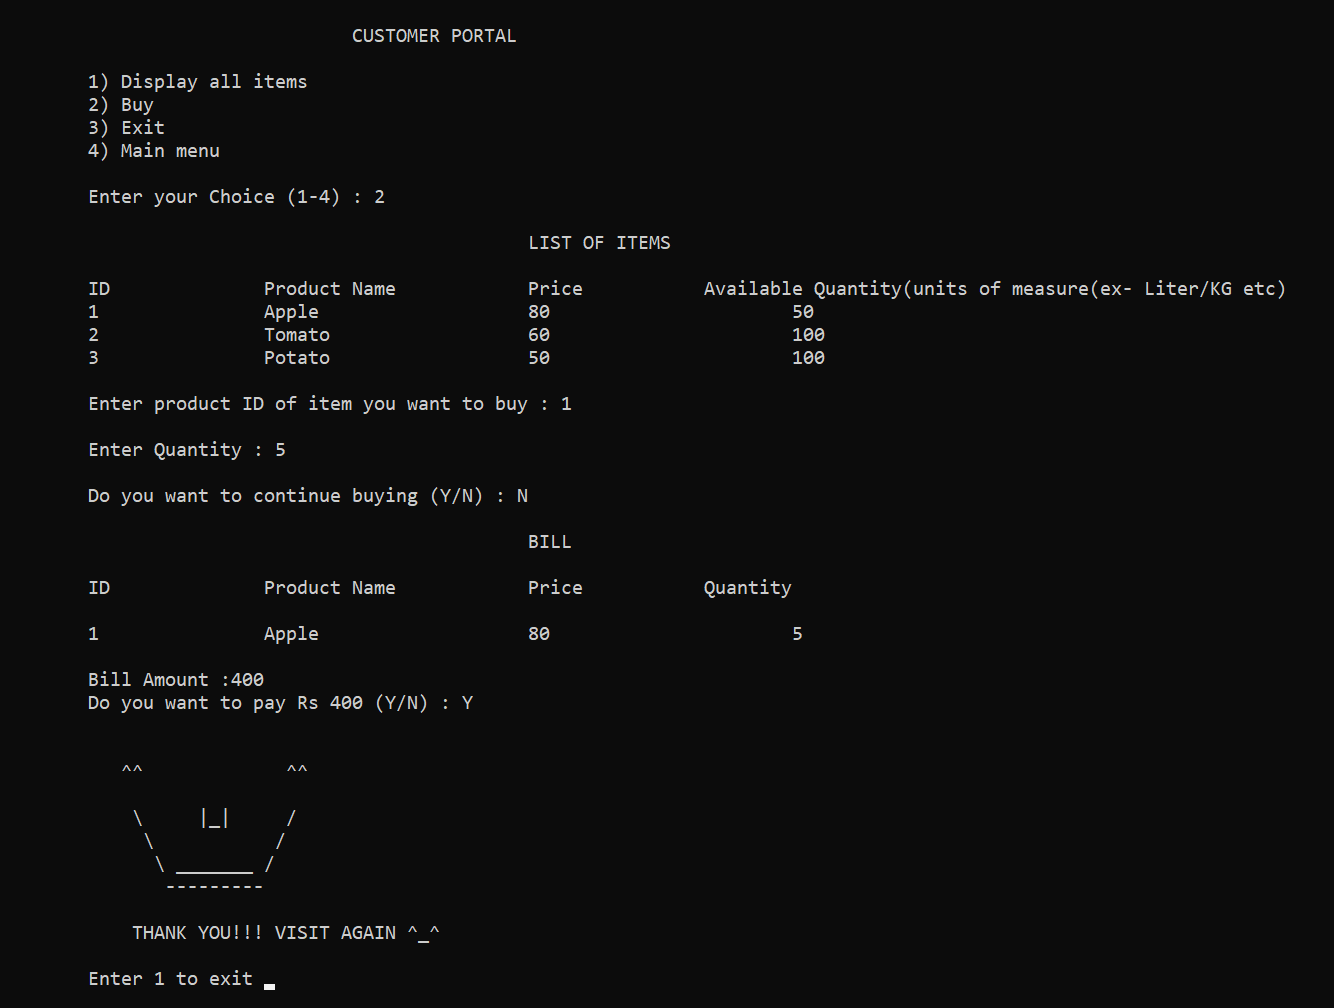 CUSTOMER PORTAL
1) Display all items
2) Buy
3) Exit
4) Main menu
Enter your Choice (1-4) : 2
LIST OF ITEMS
ID Product Name Price Available Quantity(units of measure(ex- Liter/KG etc)
1 Apple 80 50
2 Tomato 60 100
3 Potato 50 100
Enter product ID of item you want to buy : 1
Enter Quantity : 5
Do you want to continue buying (Y/N) : N
BILL
ID Product Name Price Quantity
1 Apple 80 5
Bill Amount :400
Do you want to pay Rs 400 (Y/N) : Y
^^ ^^
\ |_| /
\ /
\ _______ /
---------
THANK YOU!!! VISIT AGAIN ^_^
Enter 1 to exit